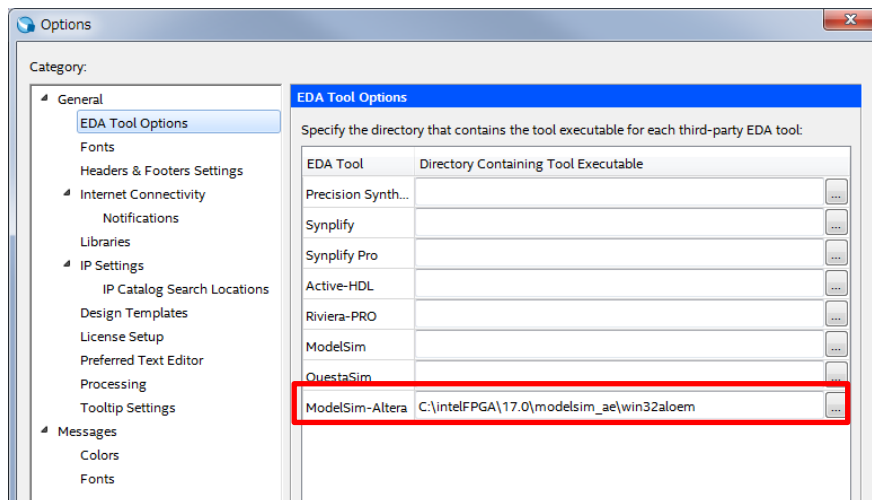 Options
Category:
General
EDA Tool Options
Fonts
Headers & Footers Settings
Internet Connectivity
Notifications
Libraries
IP Settings
IP Catalog Search Locations
Design Templates
License Setup
Preferred Text Editor
Processing
Tooltip Settings
Messages
Colors
Fonts
EDA Tool Options
Specify the directory that contains the tool executable for each third-party EDA tool:
EDA Tool Directory Containing Tool Executable
Precision Synth... ...
Synplify ...
Synplify Pro ...
Active-HDL ...
Riviera-PRO ...
ModelSim ...
QuestaSim ...
ModelSim-Altera C:\intelFPGA\17.0\modelsim_ae\win32aloem ...